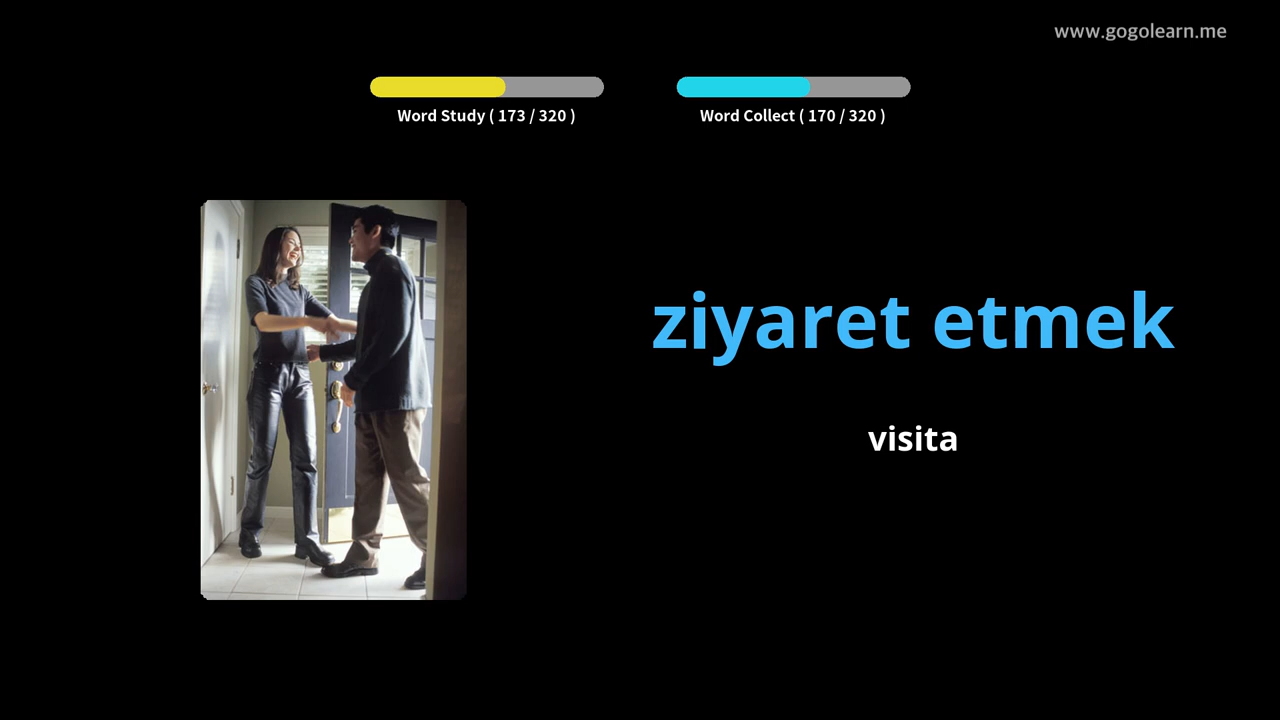 www.gogolearn.me
Word Study ( 173 / 320 )
Word Collect ( 170 / 320 )
ziyaret etmek
visita